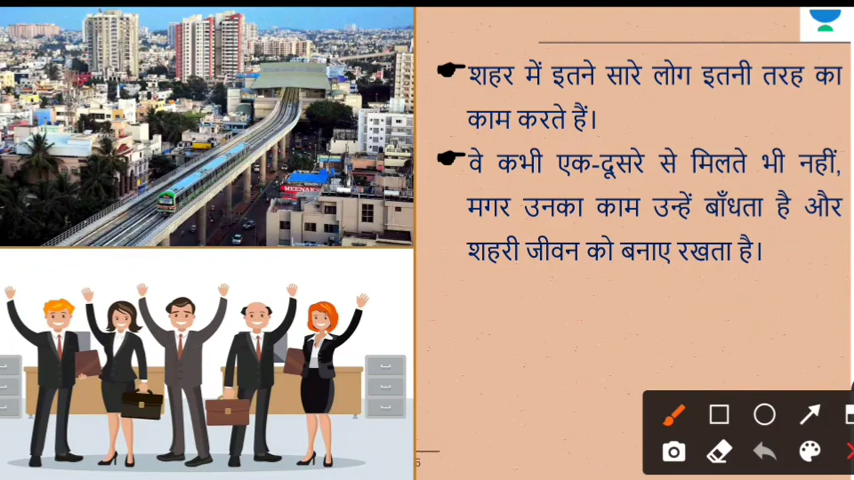 शहर में इतने सारे लोग इतनी तरह का
काम करते हैं।
वे कभी एक-दूसरे से मिलते भी नहीं,
मगर उनका काम उन्हें बाँधता है और
शहरी जीवन को बनाए रखता है।
MEENAKS